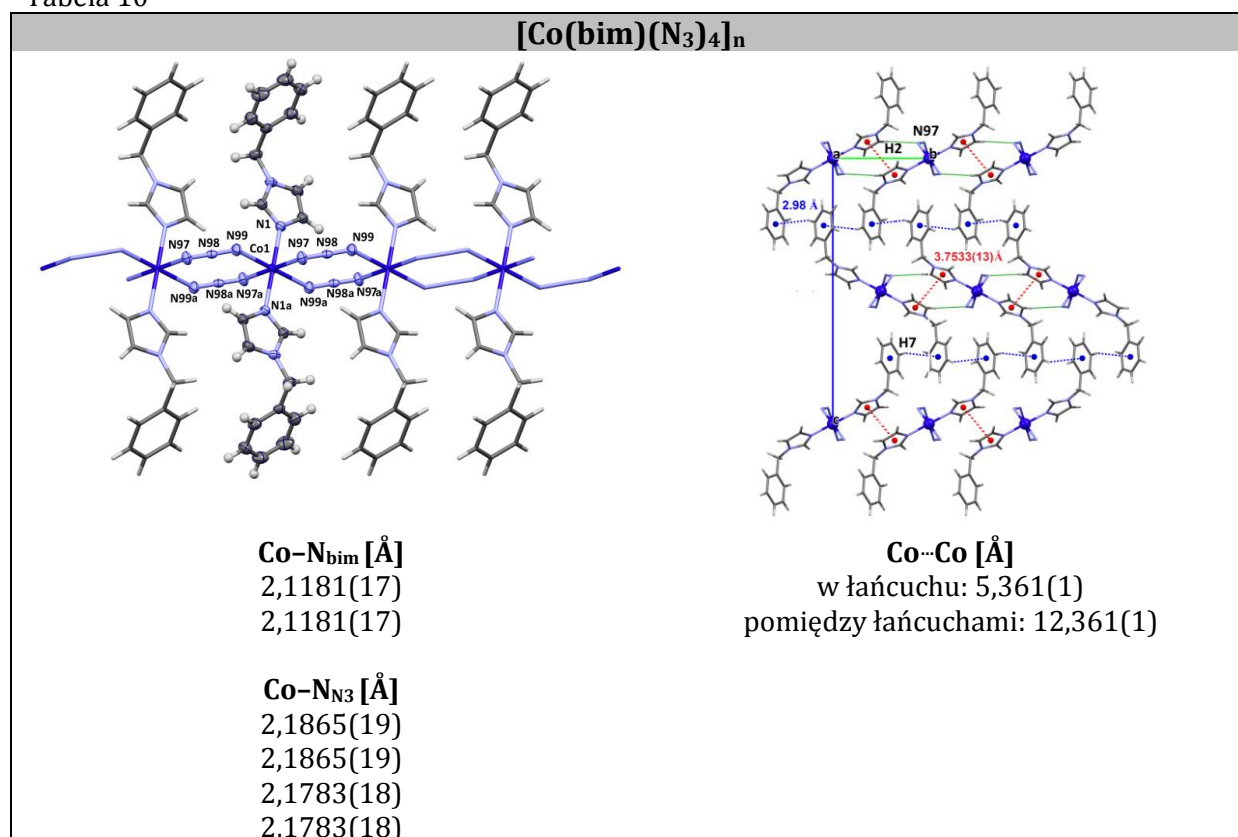 Tabela 10
[Co(bim)(N3)4]n
N1
N97 N98 N99 Co1 N97 N98 N99
N99a N98a N97a N99a N98a N97a
N1a
N97
H2
a b
2.98 Å
3.7533(13)Å
H7
c
Co–Nbim [Å]
2,1181(17)
2,1181(17)
Co–NN3 [Å]
2,1865(19)
2,1865(19)
2,1783(18)
2,1783(18)
Co···Co [Å]
w łańcuchu: 5,361(1)
pomiędzy łańcuchami: 12,361(1)